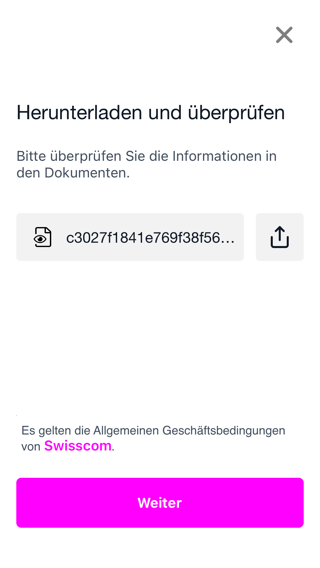 Herunterladen und überprüfen
Bitte überprüfen Sie die Informationen in
den Dokumenten.
c3027f1841e769f38f56...
Es gelten die Allgemeinen Geschäftsbedingungen
von Swisscom.
Weiter